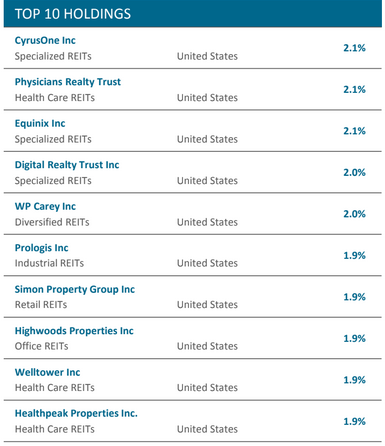 TOP 10 HOLDINGS
CyrusOne Inc
Specialized REITs United States 2.1%
Physicians Realty Trust
Health Care REITs United States 2.1%
Equinix Inc
Specialized REITs United States 2.1%
Digital Realty Trust Inc
Specialized REITs United States 2.0%
WP Carey Inc
Diversified REITs United States 2.0%
Prologis Inc
Industrial REITs United States 1.9%
Simon Property Group Inc
Retail REITs United States 1.9%
Highwoods Properties Inc
Office REITs United States 1.9%
Welltower Inc
Health Care REITs United States 1.9%
Healthpeak Properties Inc.
Health Care REITs United States 1.9%